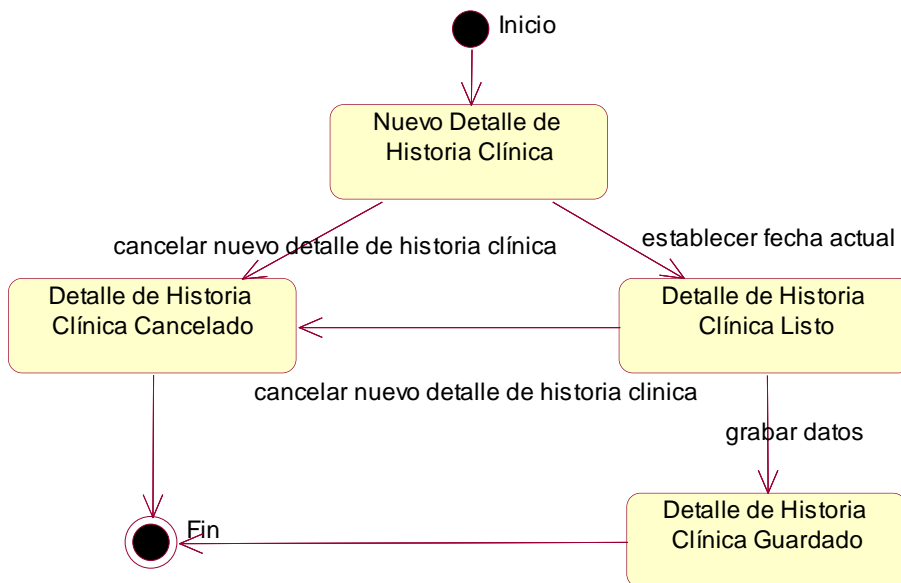 Inicio
Nuevo Detalle de
Historia Clínica
cancelar nuevo detalle de historia clínica
establecer fecha actual
Detalle de Historia
Clínica Cancelado
Detalle de Historia
Clínica Listo
cancelar nuevo detalle de historia clinica
grabar datos
Fin
Detalle de Historia
Clínica Guardado